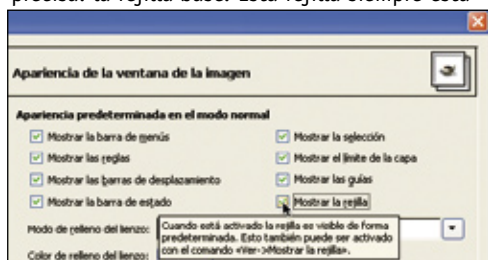 precisa: la rejilla base. Esta rejilla siempre está
Apariencia de la ventana de la imagen
Apariencia predeterminada en el modo normal
Mostrar la barra de menús
Mostrar la selección
Mostrar las reglas
Mostrar el límite de la capa
Mostrar las barras de desplazamiento
Mostrar las guías
Mostrar la barra de estado
Mostrar la rejilla
Modo de relleno del lienzo:
Cuando está activado la rejilla es visible de forma
predeterminada. Esto también puede ser activado
con el comando «Ver->Mostrar la rejilla».
Color de relleno del lienzo: